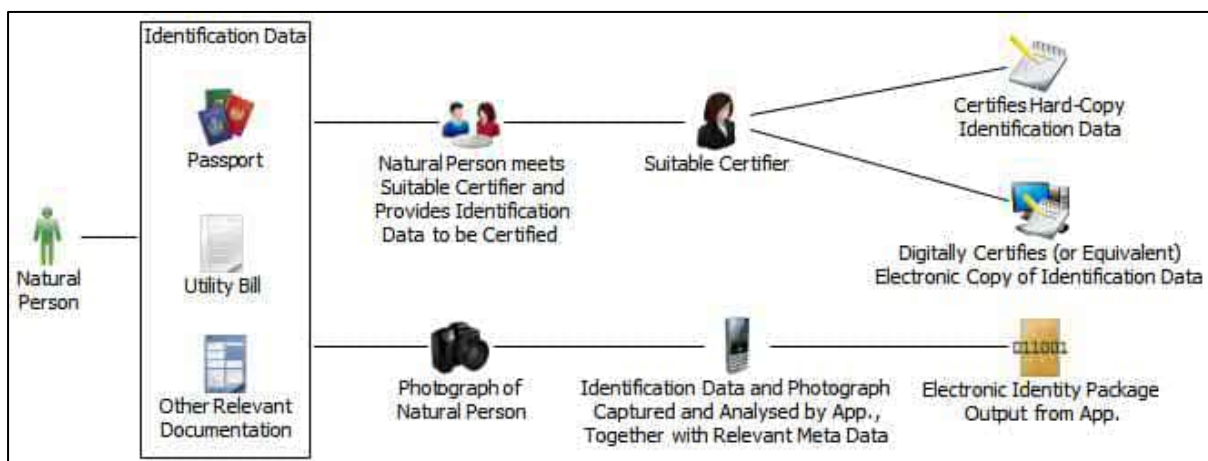 Identification Data
Passport
Utility Bill
Other Relevant
Documentation
Natural
Person
Natural Person meets
Suitable Certifier and
Provides Identification
Data to be Certified
Suitable Certifier
Certifies Hard-Copy
Identification Data
Digitally Certifies (or Equivalent)
Electronic Copy of Identification Data
Photograph of
Natural Person
Identification Data and Photograph
Captured and Analysed by App.,
Together with Relevant Meta Data
011001
Electronic Identity Package
Output from App.